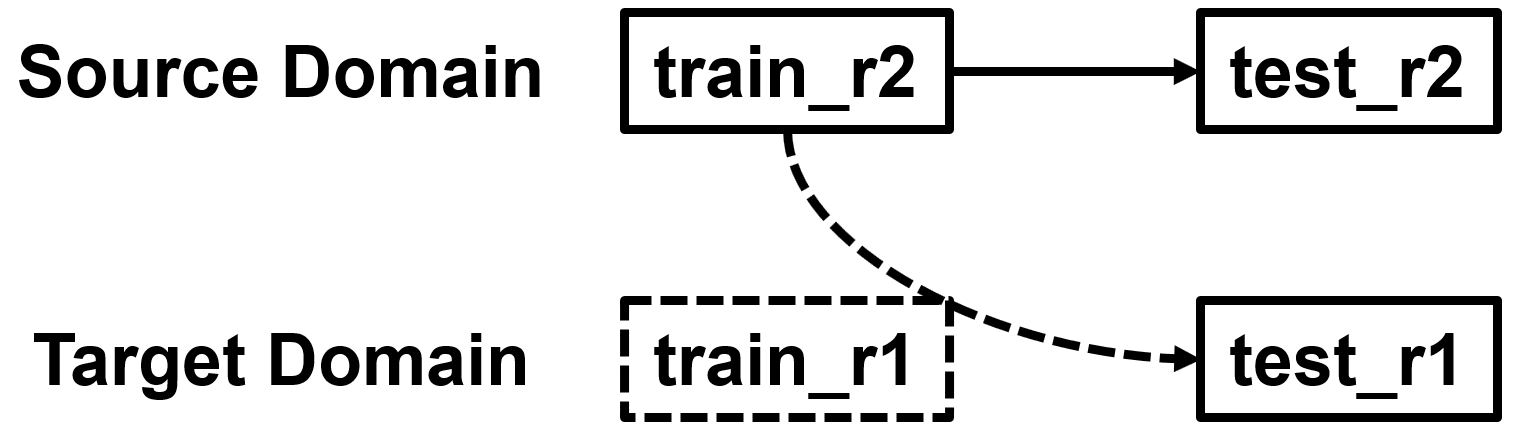 Source Domain train_r2 test_r2
Target Domain train_r1 test_r1